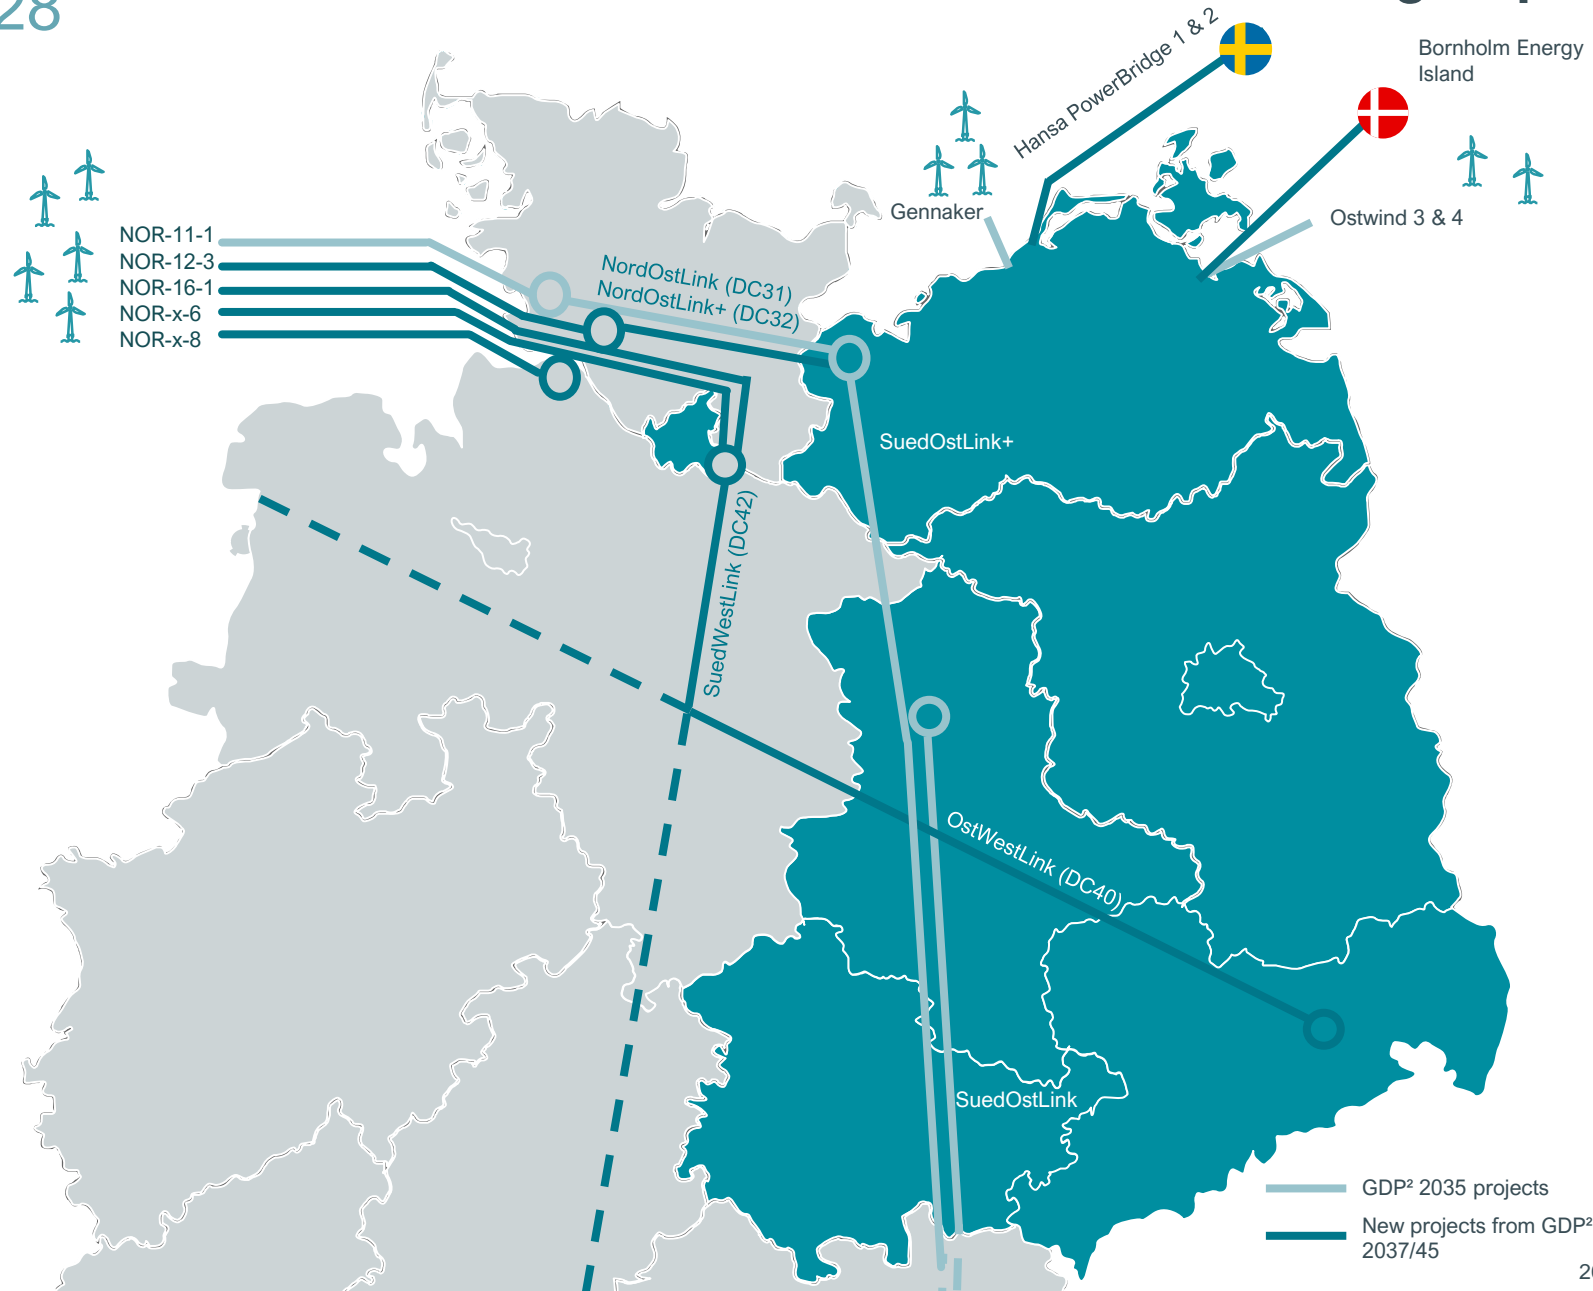 28
Hansa PowerBridge 1 & 2
Bornholm Energy
Island
Gennaker
Ostwind 3 & 4
NOR-11-1
NOR-12-3
NOR-16-1
NOR-x-6
NOR-x-8
NordOstLink (DC31)
NordOstLink+ (DC32)
SuedOstLink+
SuedWestLink (DC42)
OstWestLink (DC40)
SuedOstLink
GDP² 2035 projects
New projects from GDP²
2037/45